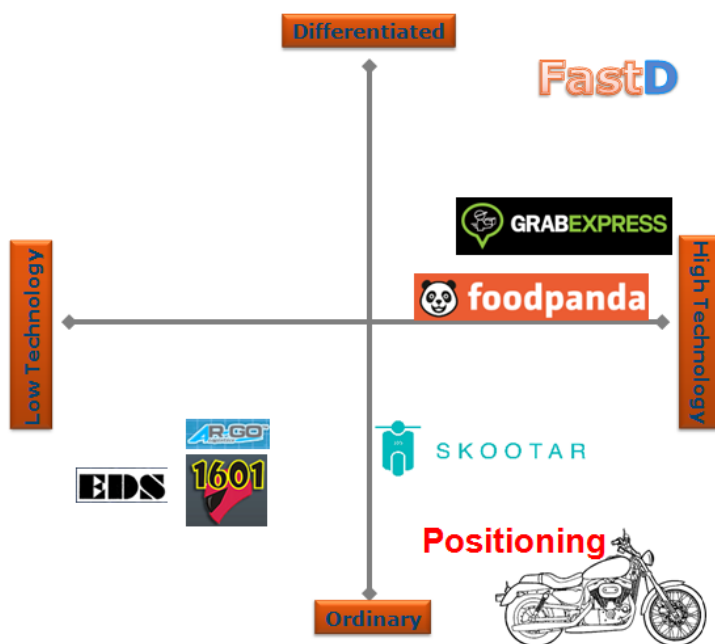 Differentiated
FastD
GRABEXPRESS
foodpanda
Low Technology
High Technology
AR-GO
SKOOTAR
1601
EDS
Positioning
Ordinary